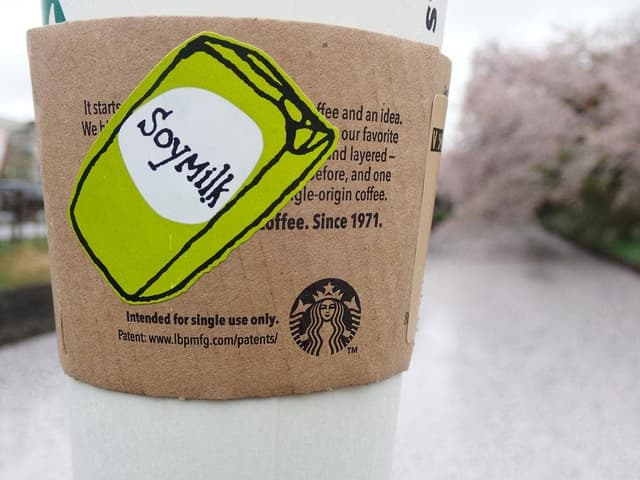 S
It starts ffee and an idea.
We our favorite
nd layered –
efore, and one
gle-origin coffee.
offee. Since 1971.
SoyMilk
Intended for single use only.
Patent: www.lbpmfg.com/patents/
TM